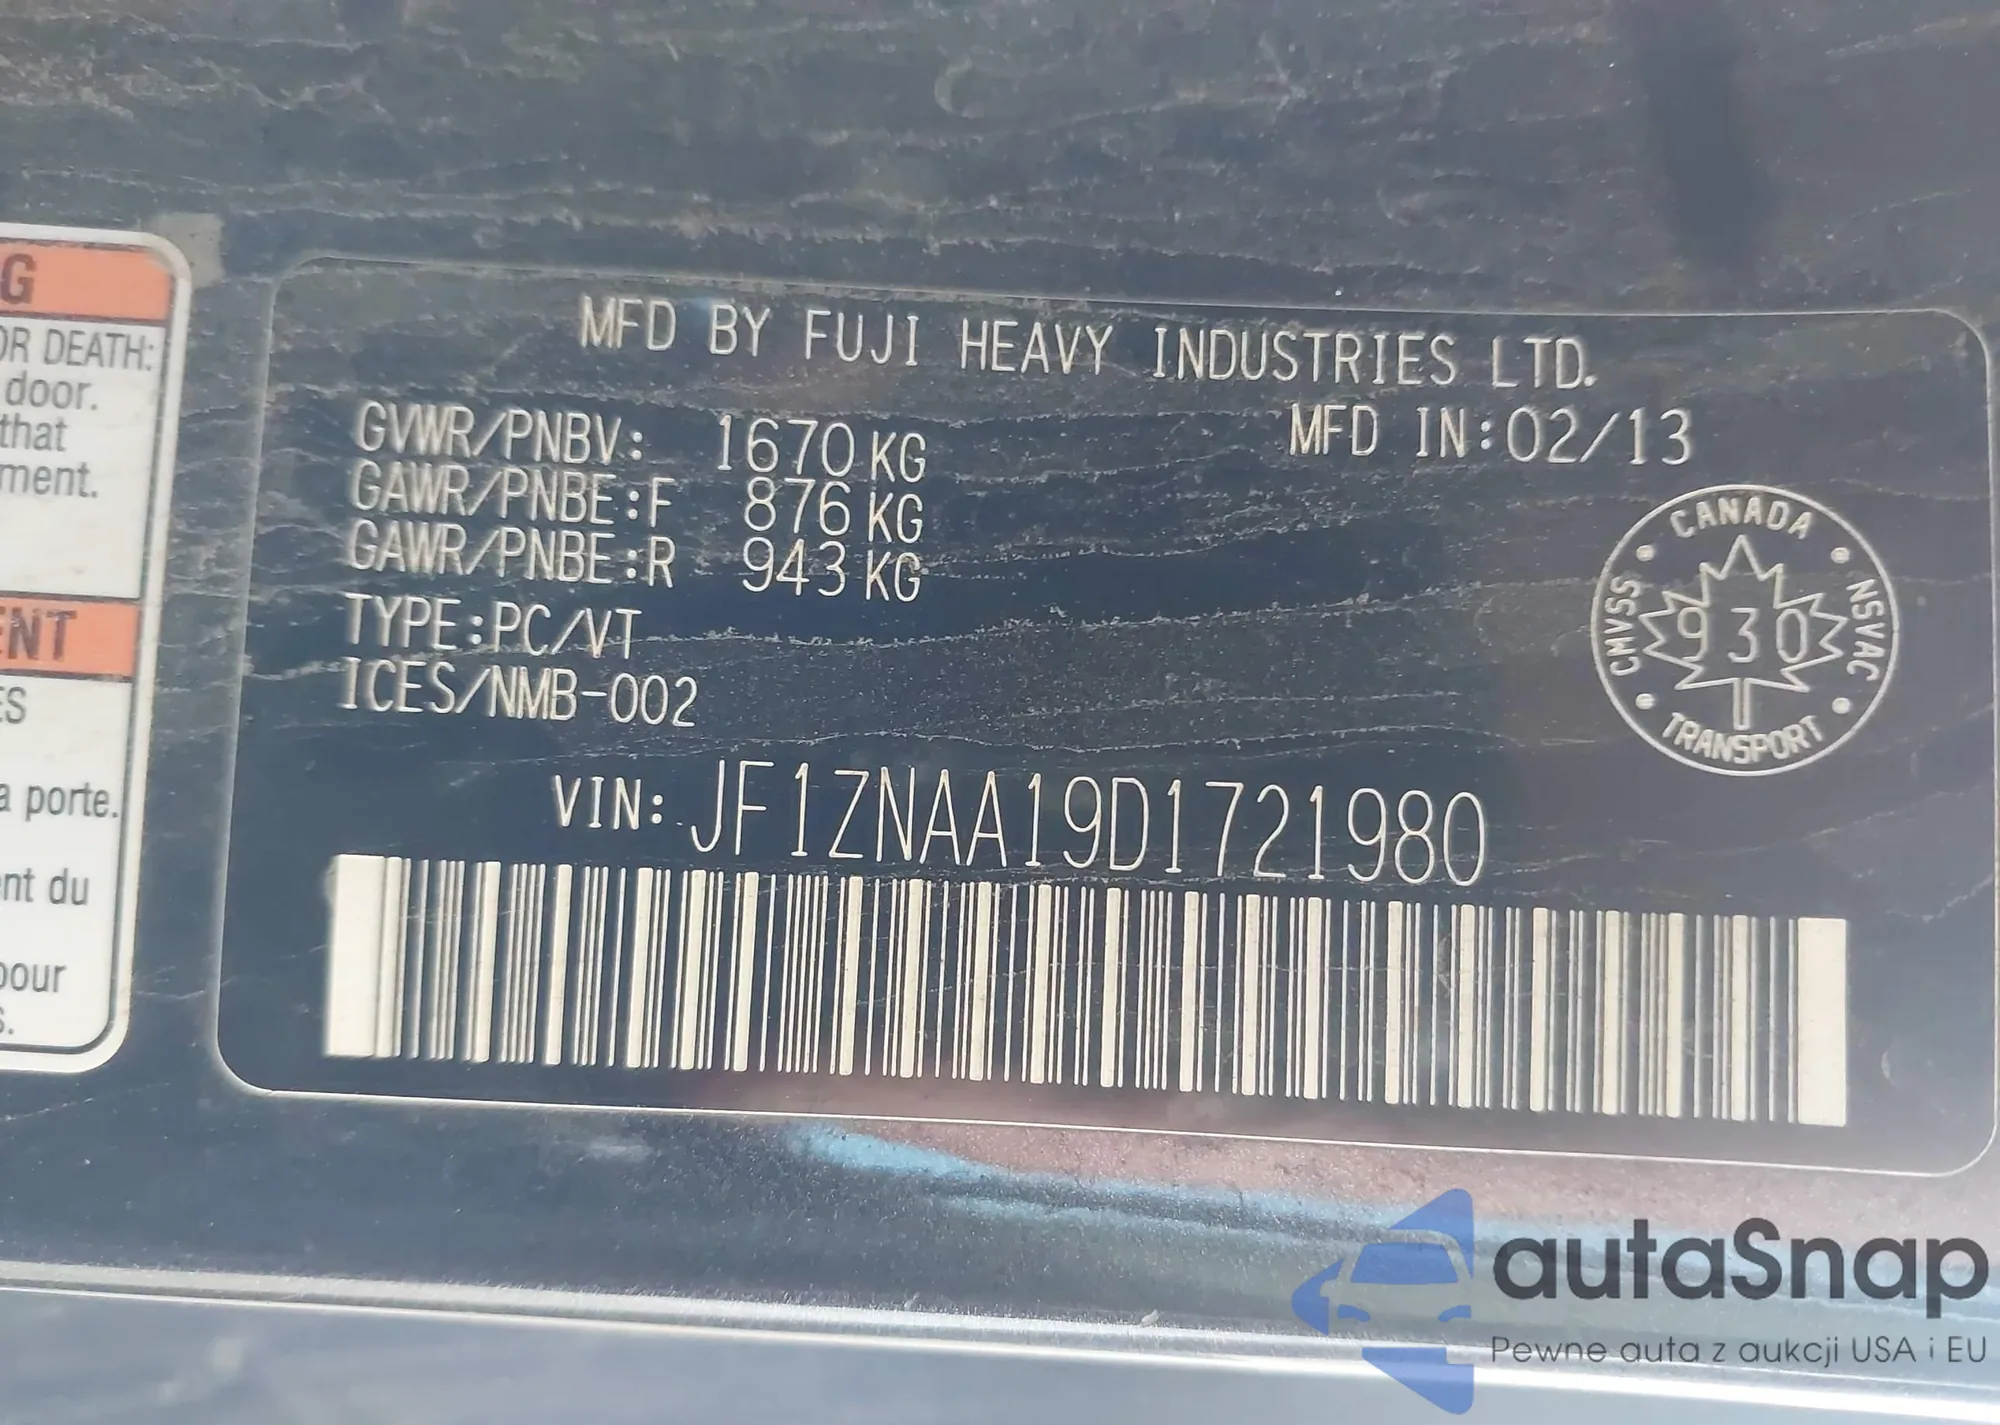 G
OR DEATH:
door.
that
ment.
ENT
ES
a porte.
ent du
pour
s.
MFD BY FUJI HEAVY INDUSTRIES LTD.
GVWR/PNBV: 1670 KG MFD IN:02/13
GAWR/PNBE:F 876 KG
GAWR/PNBE:R 943 KG
TYPE:PC/VT
ICES/NMB-002
CANADA
CMVSS
930
NSVAC
TRANSPORT
VIN: JF1ZNAA19D1721980
autaSnap
Pewne auta z aukcji USA i EU